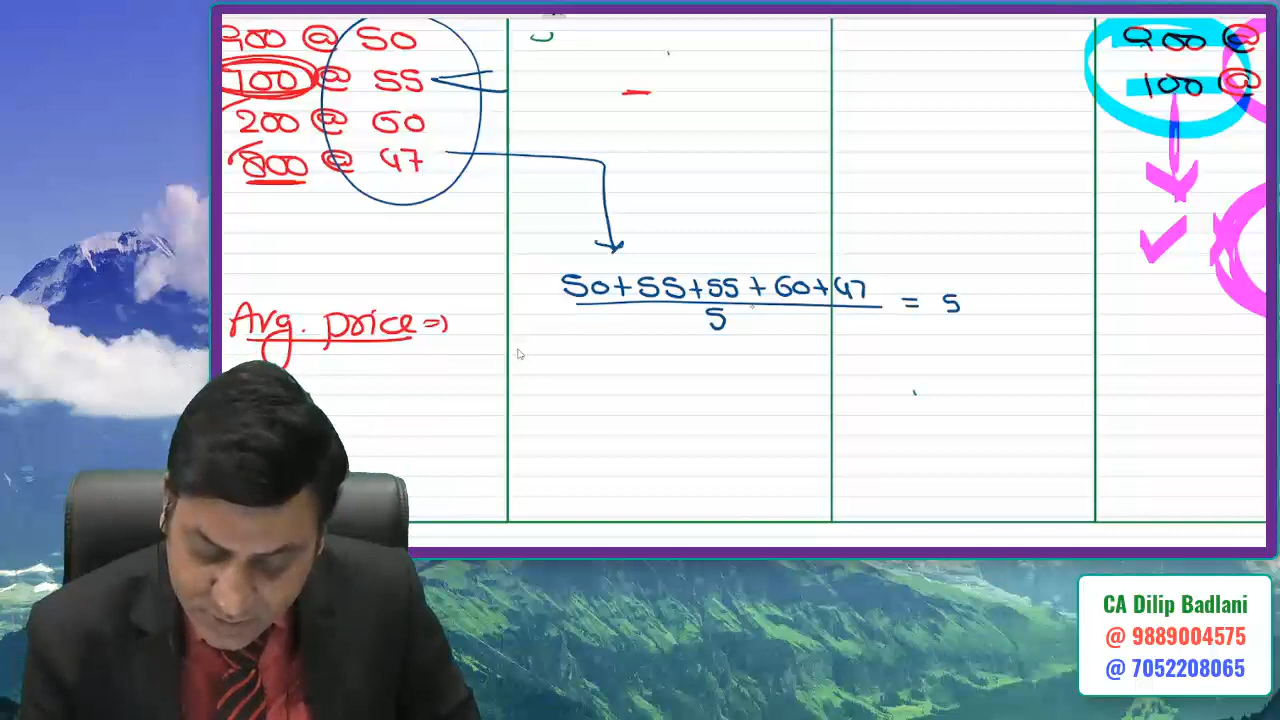 900 @ 50
100 @ 55
200 @ 60
800 @ 47
900 @
100 @
50+55+55+60+47
5
= 5
Avg. price =>
CA Dilip Badlani
@ 9889004575
@ 7052208065